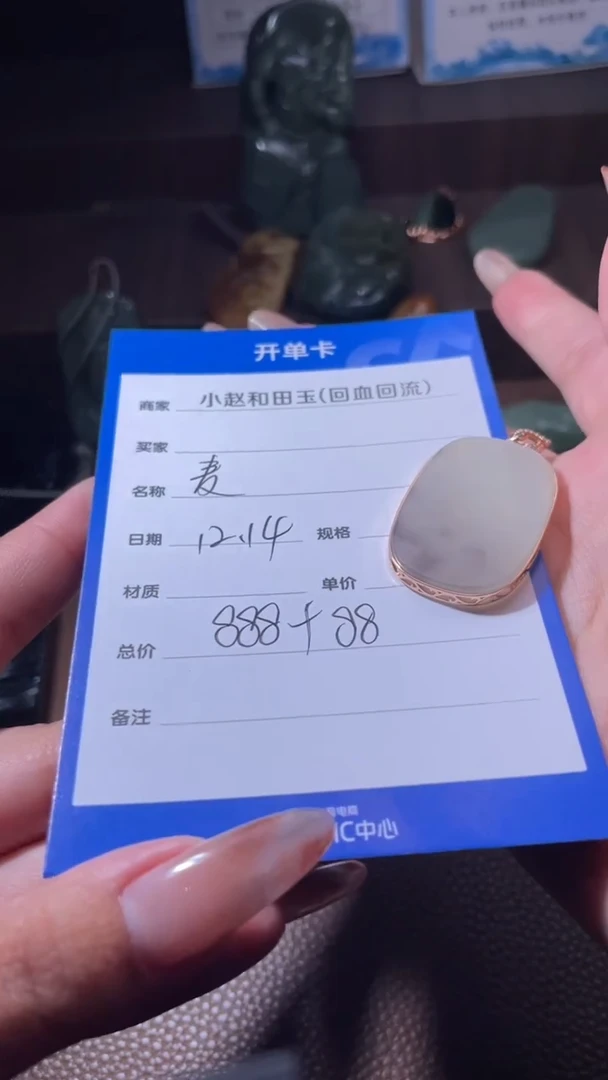 开单卡
商家 小赵和田玉(回血回流)
买家
名称 麦
日期 12.14 规格
材质 单价
总价 888+88
备注
IC中心